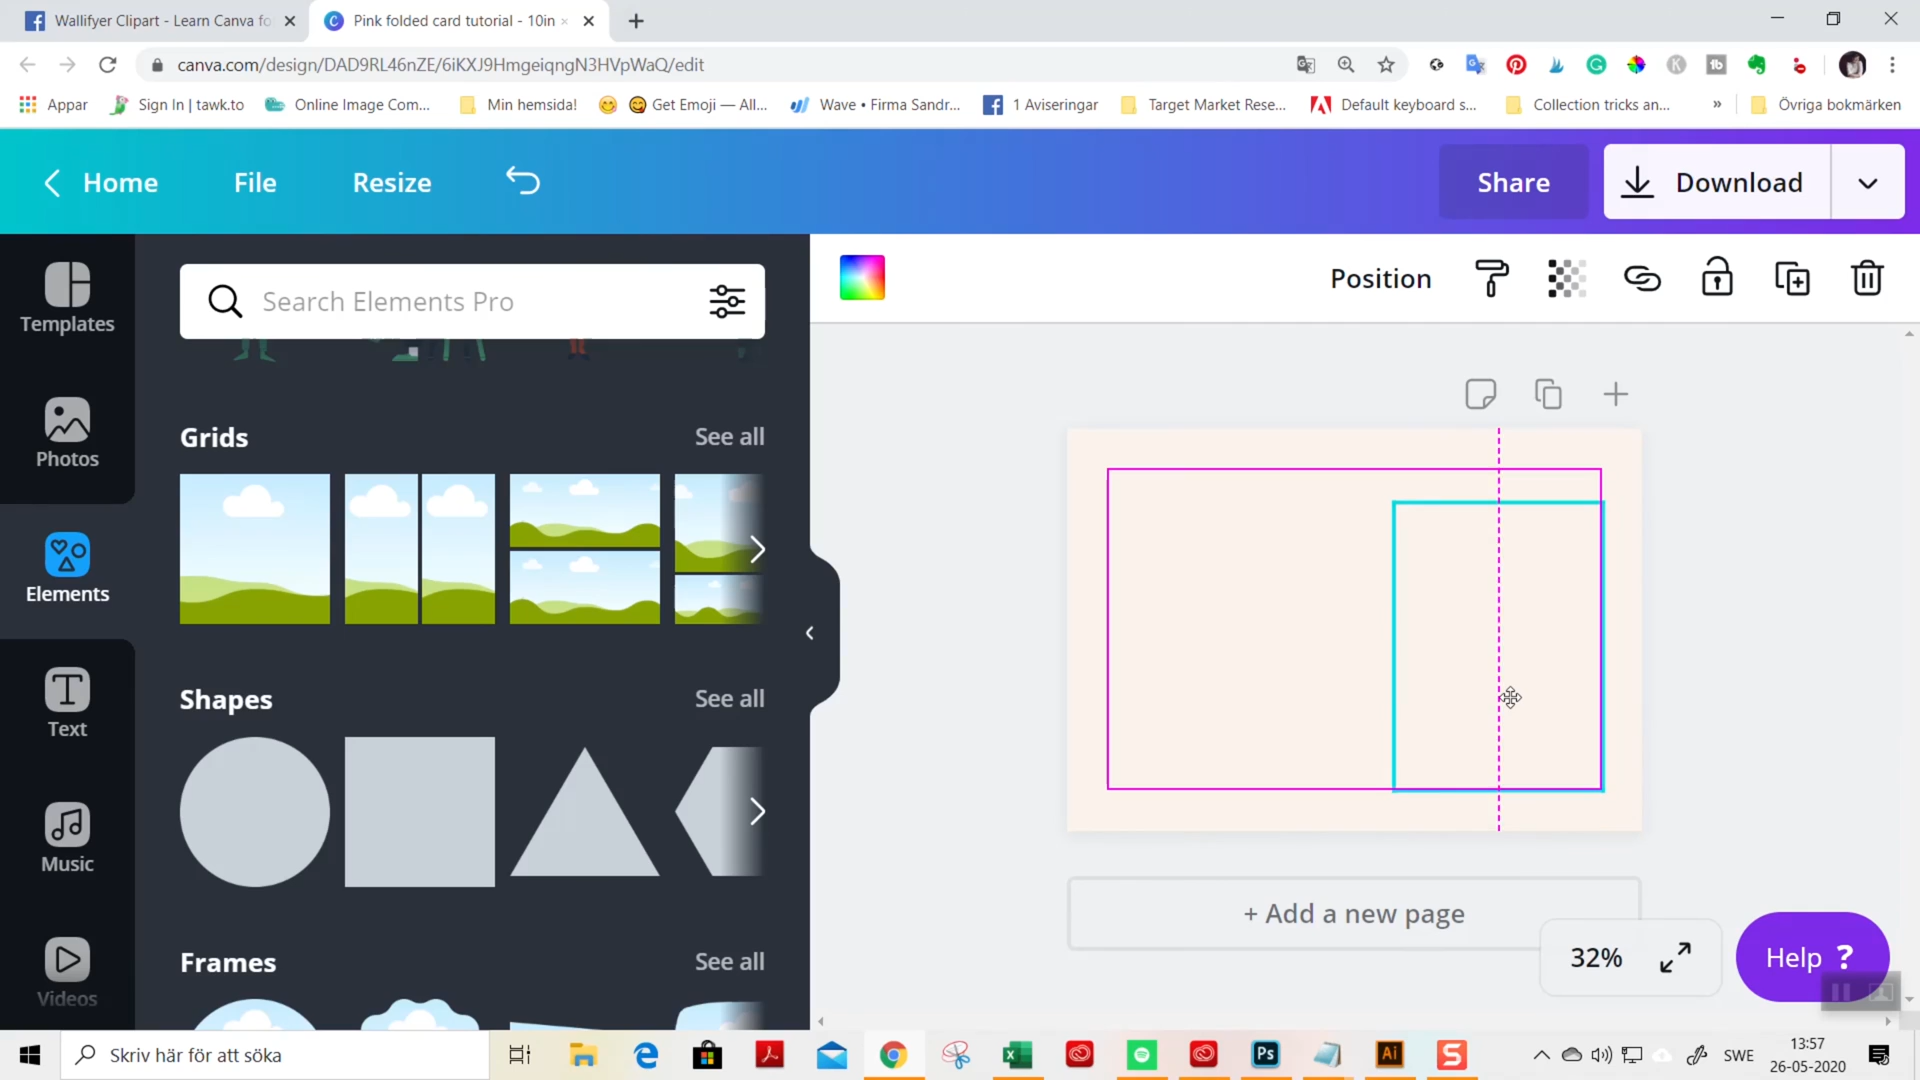 Wallifyer Clipart - Learn Canva fo
Pink folded card tutorial - 10in
canva.com/design/DAD9RL46nZE/6iKXJ9HmgeiqngN3HVpWaQ/edit
Appar
Sign In | tawk.to
Online Image Com...
Min hemsida!
Get Emoji — All...
Wave • Firma Sandr...
1 Aviseringar
Target Market Rese...
Default keyboard s...
Collection tricks an...
»
Övriga bokmärken
Home
File
Resize
Share
Download
Templates
Photos
Elements
Text
Music
Videos
Search Elements Pro
Grids
See all
Shapes
See all
Frames
See all
Position
+ Add a new page
32%
Help ?
Skriv här för att söka
SWE
13:57
26-05-2020